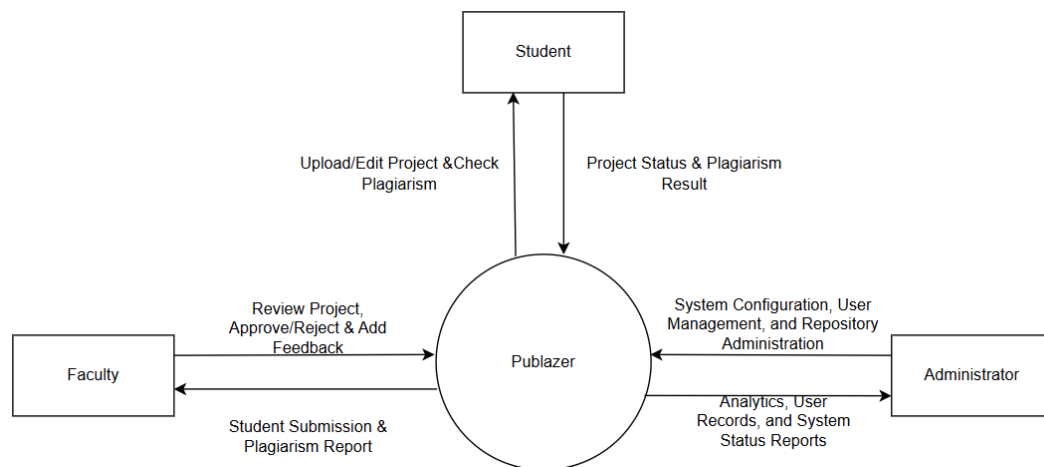 Student
Upload/Edit Project &Check
Plagiarism
Project Status & Plagiarism
Result
Review Project,
Approve/Reject & Add
Feedback
System Configuration, User
Management, and Repository
Administration
Faculty
Publazer
Administrator
Student Submission &
Plagiarism Report
Analytics, User
Records, and System
Status Reports